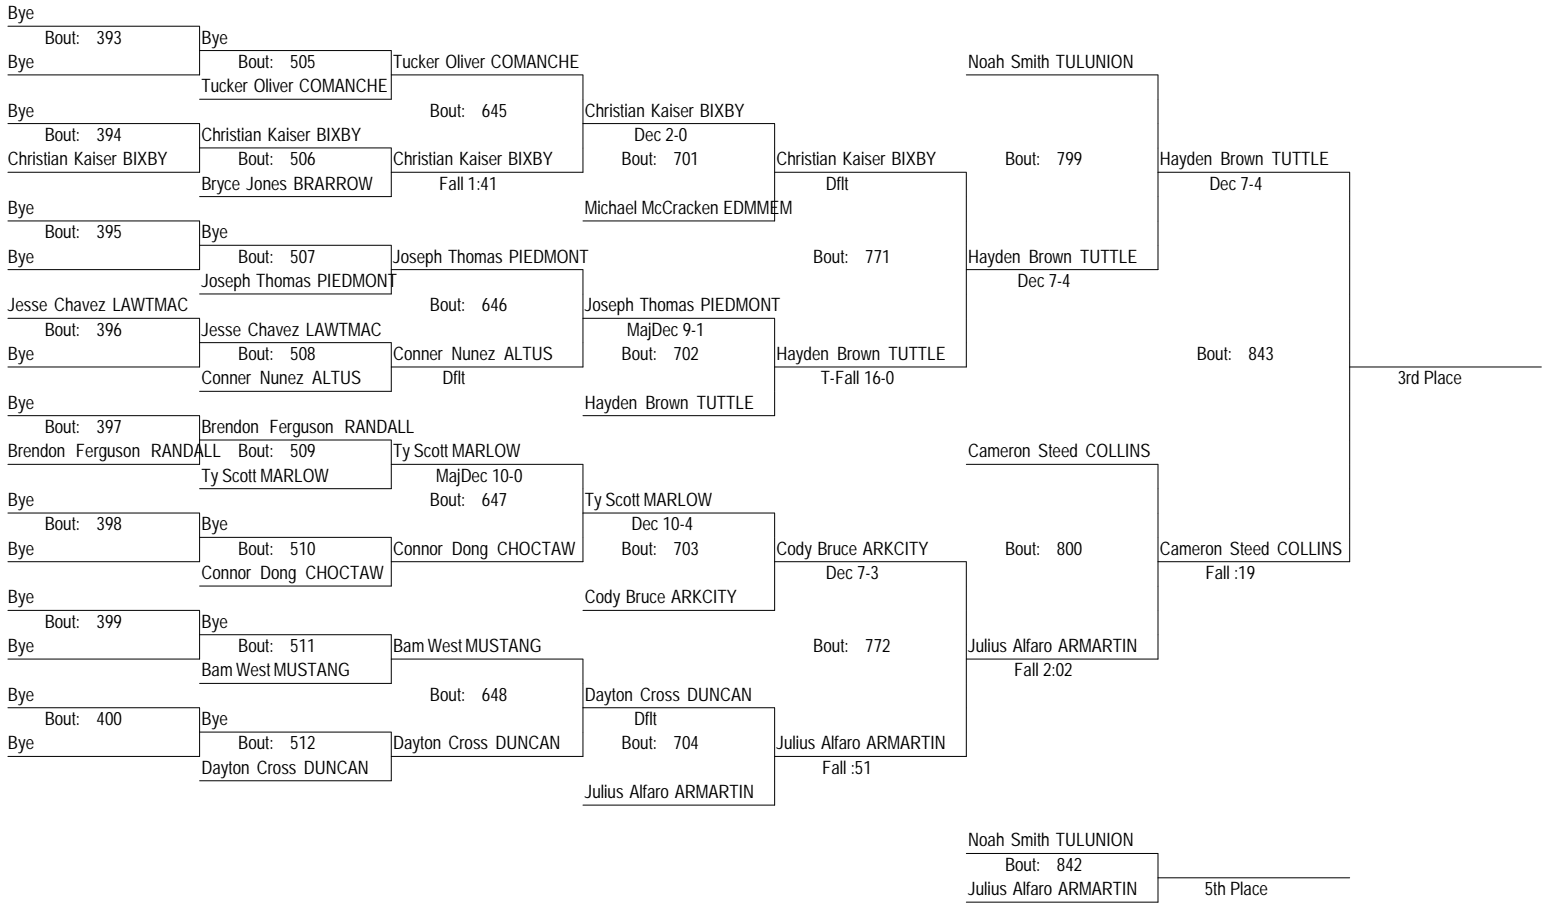 Bye
Bout: 393
Bye
Bye
Bout: 394
Christian Kaiser BIXBY
Bye
Bout: 395
Bye
Jesse Chavez LAWTMAC
Bout: 396
Bye
Bye
Bout: 397
Brendon Ferguson RANDALL
Bye
Bout: 398
Bye
Bye
Bout: 399
Bye
Bye
Bout: 400
Bye
Bye
Bout: 505
Tucker Oliver COMANCHE
Christian Kaiser BIXBY
Bout: 506
Bryce Jones BRARROW
Bye
Bout: 507
Joseph Thomas PIEDMONT
Jesse Chavez LAWTMAC
Bout: 508
Conner Nunez ALTUS
Brendon Ferguson RANDALL
Bout: 509
Ty Scott MARLOW
Bye
Bout: 510
Connor Dong CHOCTAW
Bye
Bout: 511
Bam West MUSTANG
Bye
Bout: 512
Dayton Cross DUNCAN
Tucker Oliver COMANCHE
Bout: 645
Christian Kaiser BIXBY
Fall 1:41
Joseph Thomas PIEDMONT
Bout: 646
Conner Nunez ALTUS
Dflt
Ty Scott MARLOW
MajDec 10-0
Bout: 647
Connor Dong CHOCTAW
Bam West MUSTANG
Bout: 648
Dayton Cross DUNCAN
Christian Kaiser BIXBY
Dec 2-0
Bout: 701
Michael McCracken EDMMEM
Joseph Thomas PIEDMONT
MajDec 9-1
Bout: 702
Hayden Brown TUTTLE
Ty Scott MARLOW
Dec 10-4
Bout: 703
Cody Bruce ARKCITY
Dayton Cross DUNCAN
Dflt
Bout: 704
Julius Alfaro ARMARTIN
Christian Kaiser BIXBY
Dflt
Bout: 771
Hayden Brown TUTTLE
T-Fall 16-0
Cody Bruce ARKCITY
Dec 7-3
Bout: 772
Julius Alfaro ARMARTIN
Fall :51
Noah Smith TULUNION
Bout: 799
Hayden Brown TUTTLE
Dec 7-4
Cameron Steed COLLINS
Bout: 800
Julius Alfaro ARMARTIN
Fall 2:02
Hayden Brown TUTTLE
Dec 7-4
Bout: 843
Cameron Steed COLLINS
Fall :19
3rd Place
Noah Smith TULUNION
Bout: 842
Julius Alfaro ARMARTIN
5th Place